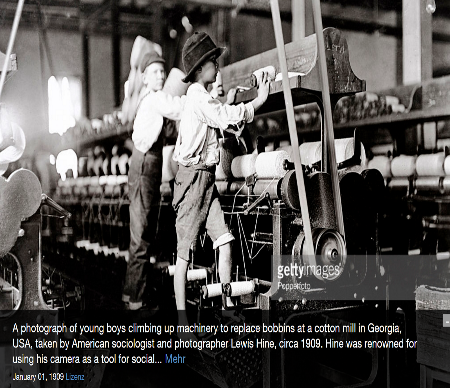 gettyimages
Popperfoto
A photograph of young boys climbing up machinery to replace bobbins at a cotton mill in Georgia,
USA, taken by American sociologist and photographer Lewis Hine, circa 1909. Hine was renowned for
using his camera as a tool for social... Mehr
January 01, 1909 Lizenz